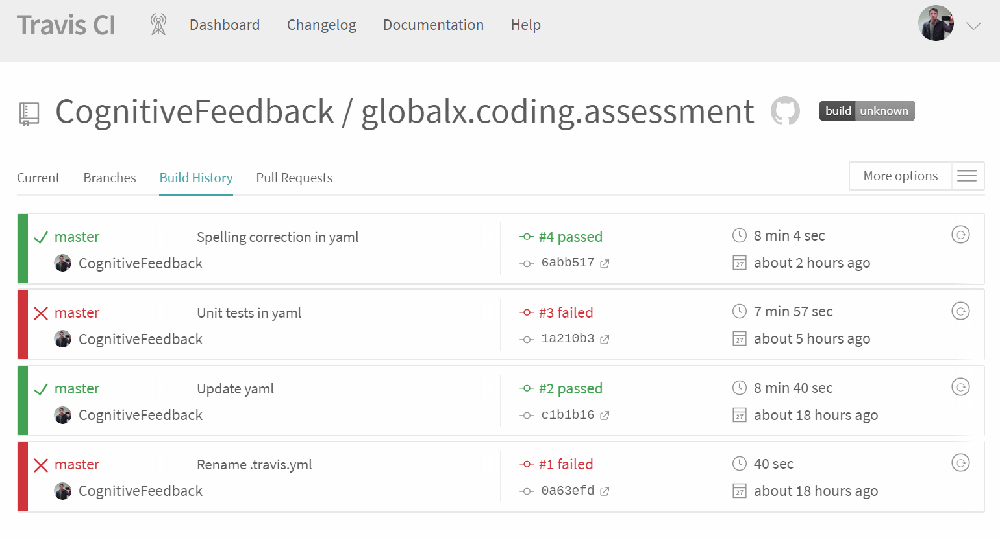 Travis CI Dashboard Changelog Documentation Help
CognitiveFeedback / globalx.coding.assessment build unknown
Current Branches Build History Pull Requests More options
master Spelling correction in yaml #4 passed 8 min 4 sec
CognitiveFeedback 6abb517 27 about 2 hours ago
master Unit tests in yaml #3 failed 7 min 57 sec
CognitiveFeedback 1a210b3 27 about 5 hours ago
master Update yaml #2 passed 8 min 40 sec
CognitiveFeedback c1b1b16 27 about 18 hours ago
master Rename .travis.yml #1 failed 40 sec
CognitiveFeedback 0a63efd 27 about 18 hours ago